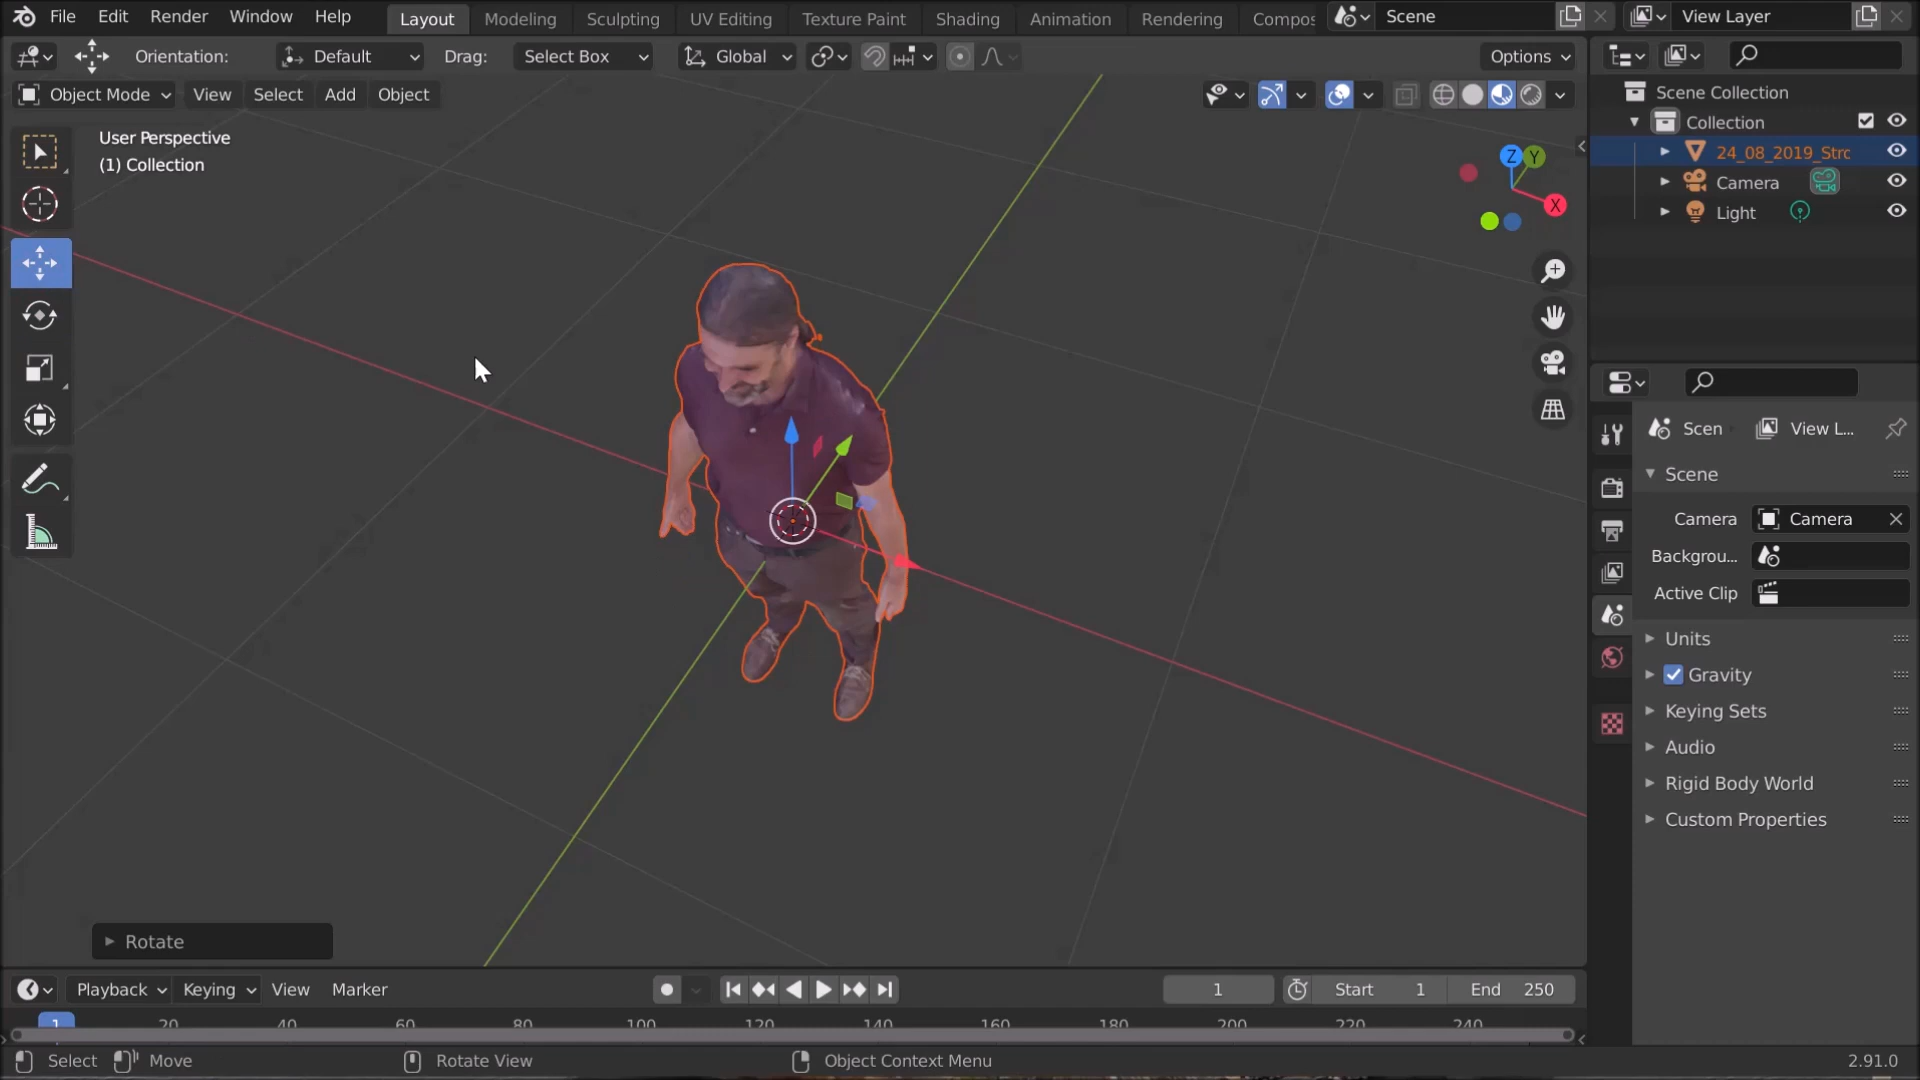 File Edit Render Window Help Layout Modeling Sculpting UV Editing Texture Paint Shading Animation Rendering Compos Scene View Layer
Orientation: Default Drag: Select Box Global Options
Object Mode View Select Add Object
User Perspective
(1) Collection
Z Y
X
Scene Collection
Collection
24_08_2019_Strc
Camera
Light
Scen View L...
Scene
Camera Camera
Backgrou...
Active Clip
Units
Gravity
Keying Sets
Audio
Rigid Body World
Custom Properties
Rotate
Playback Keying View Marker 1 Start 1 End 250
1 20 40 60 80 100 120 140 160 180 200 220 240
Select Move Rotate View Object Context Menu 2.91.0